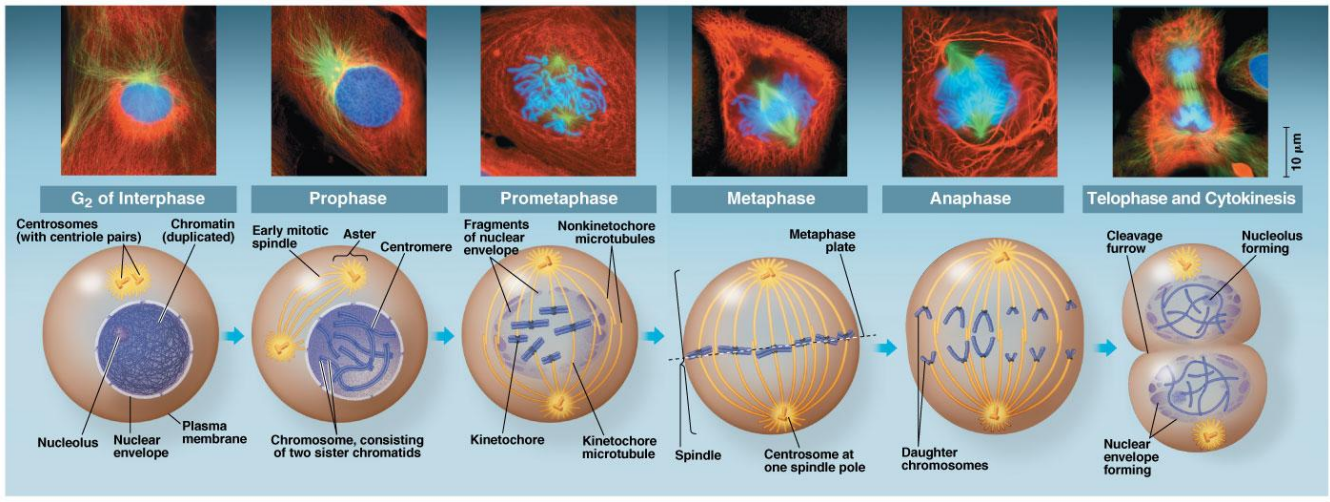 10 µm
G2 of Interphase
Prophase
Prometaphase
Metaphase
Anaphase
Telophase and Cytokinesis
Centrosomes
(with centriole pairs)
Chromatin
(duplicated)
Nucleolus
Nuclear
envelope
Plasma
membrane
Early mitotic
spindle
Aster
Centromere
Chromosome, consisting
of two sister chromatids
Fragments
of nuclear
envelope
Nonkinetochore
microtubules
Kinetochore
Kinetochore
microtubule
Metaphase
plate
Spindle
Centrosome at
one spindle pole
Daughter
chromosomes
Cleavage
furrow
Nucleolus
forming
Nuclear
envelope
forming